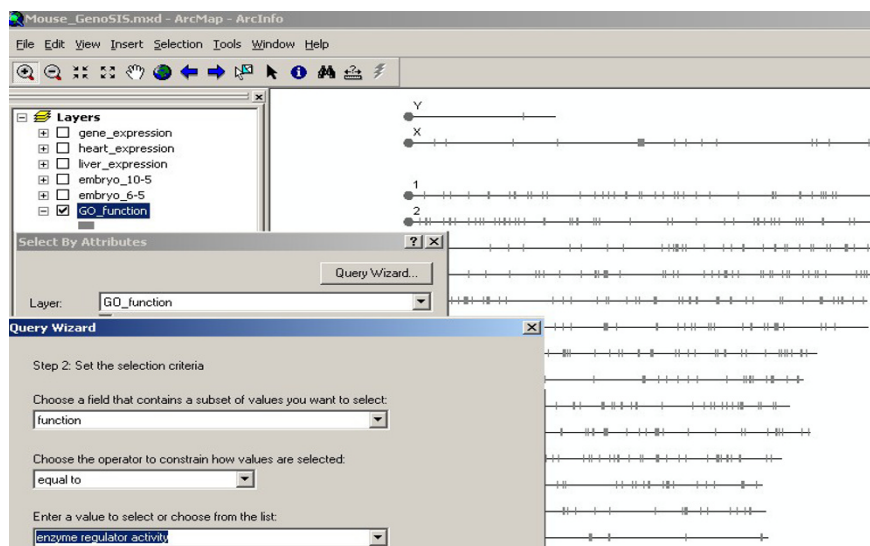 Mouse_GenoSIS.mxd - ArcMap - ArcInfo
File Edit View Insert Selection Tools Window Help
Layers
gene_expression
heart_expression
liver_expression
embryo_10-5
embryo_6-5
GO_function
Y
X
1
2
Select By Attributes
Query Wizard...
Layer: GO_function
Query Wizard
Step 2: Set the selection criteria
Choose a field that contains a subset of values you want to select:
function
Choose the operator to constrain how values are selected:
equal to
Enter a value to select or choose from the list:
enzyme regulator activity